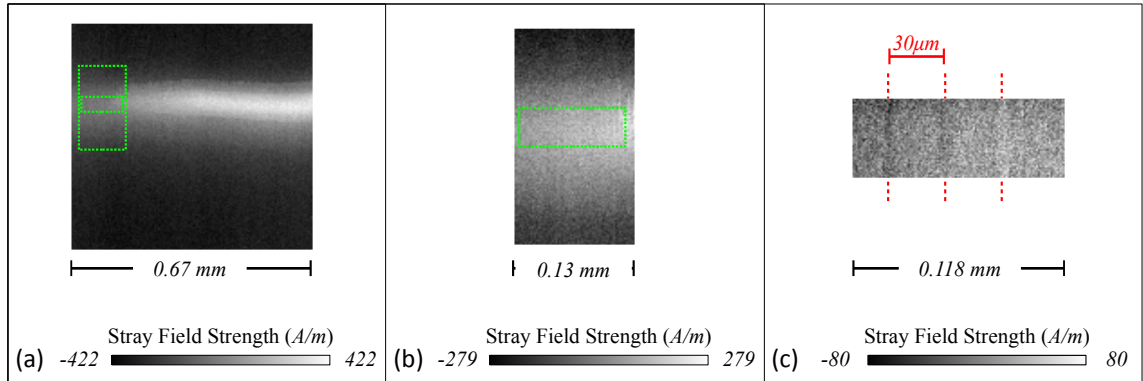 0.67 mm
Stray Field Strength (A/m)
(a) -422 422
0.13 mm
Stray Field Strength (A/m)
(b) -279 279
30μm
0.118 mm
Stray Field Strength (A/m)
(c) -80 80